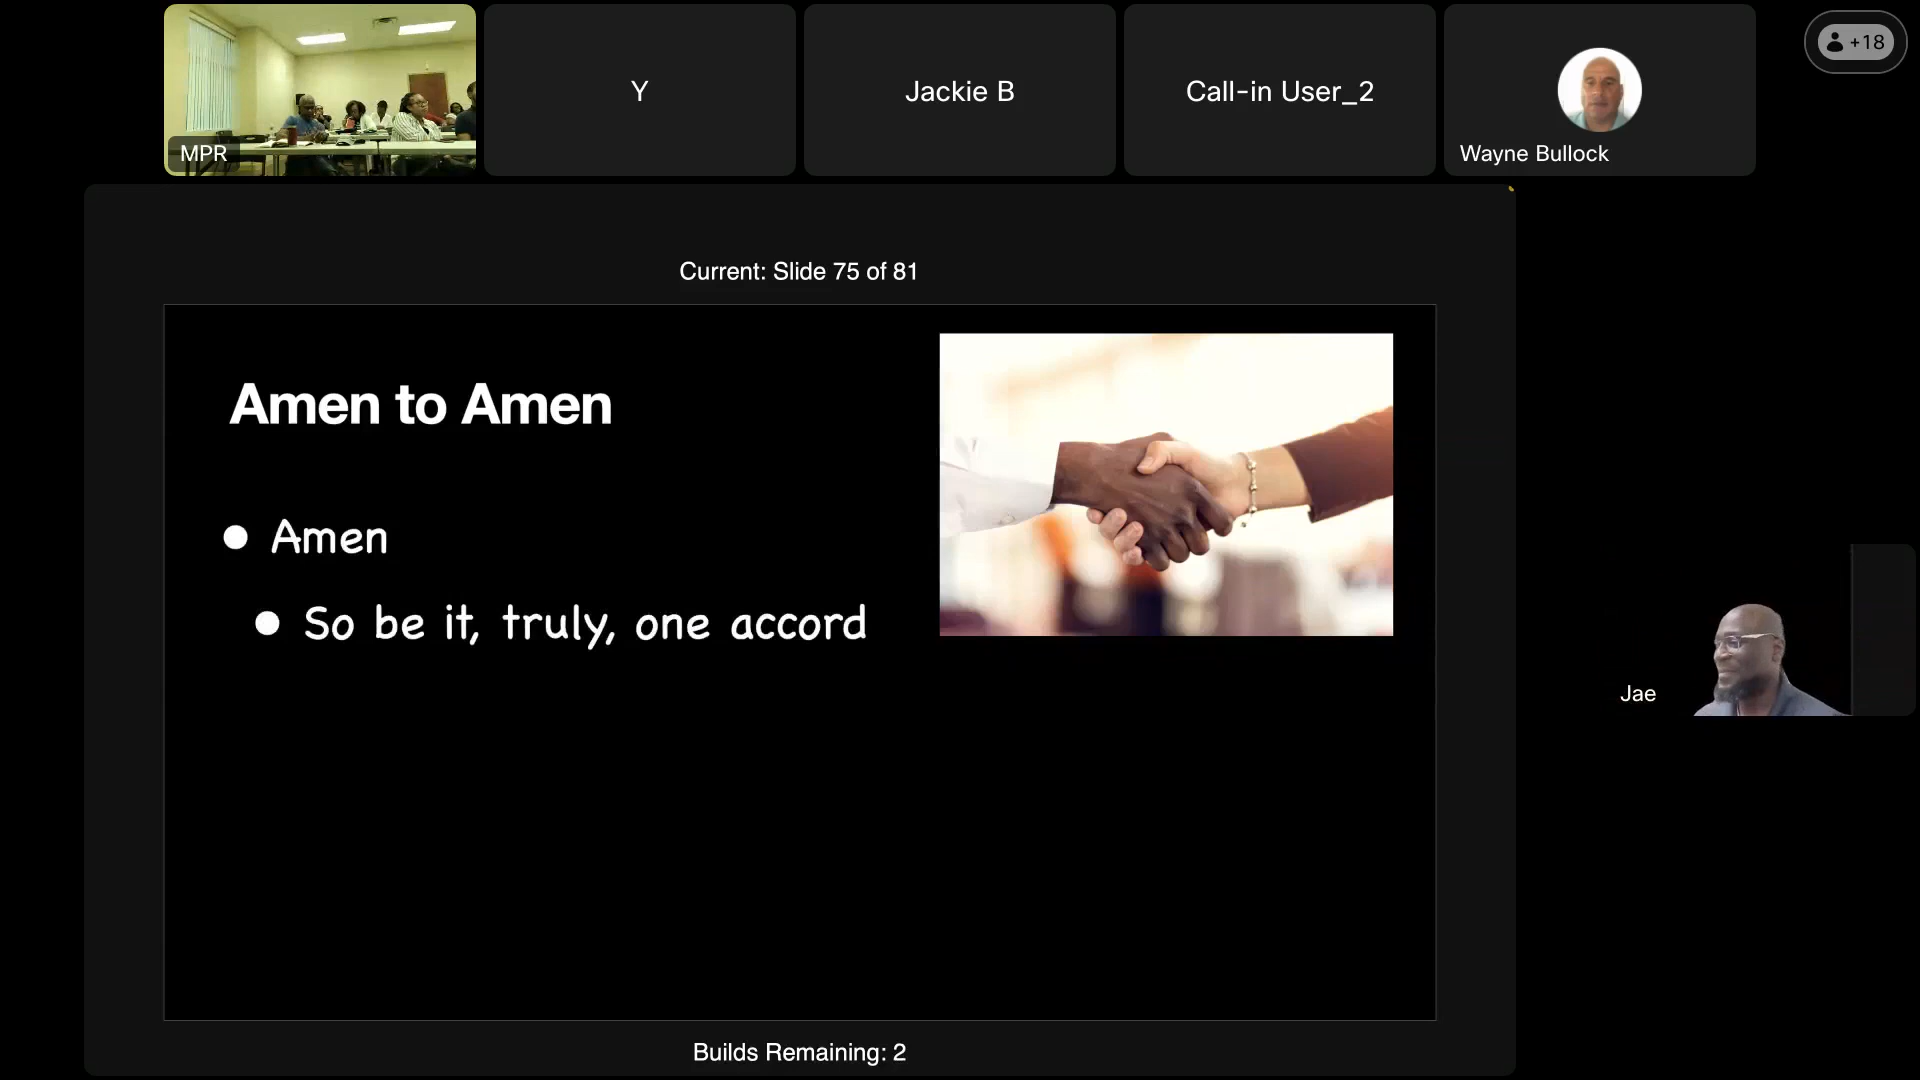 MPR
Y
Jackie B
Call-in User_2
Wayne Bullock
+18
Current: Slide 75 of 81
Amen to Amen
Amen
So be it, truly, one accord
Jae
Builds Remaining: 2